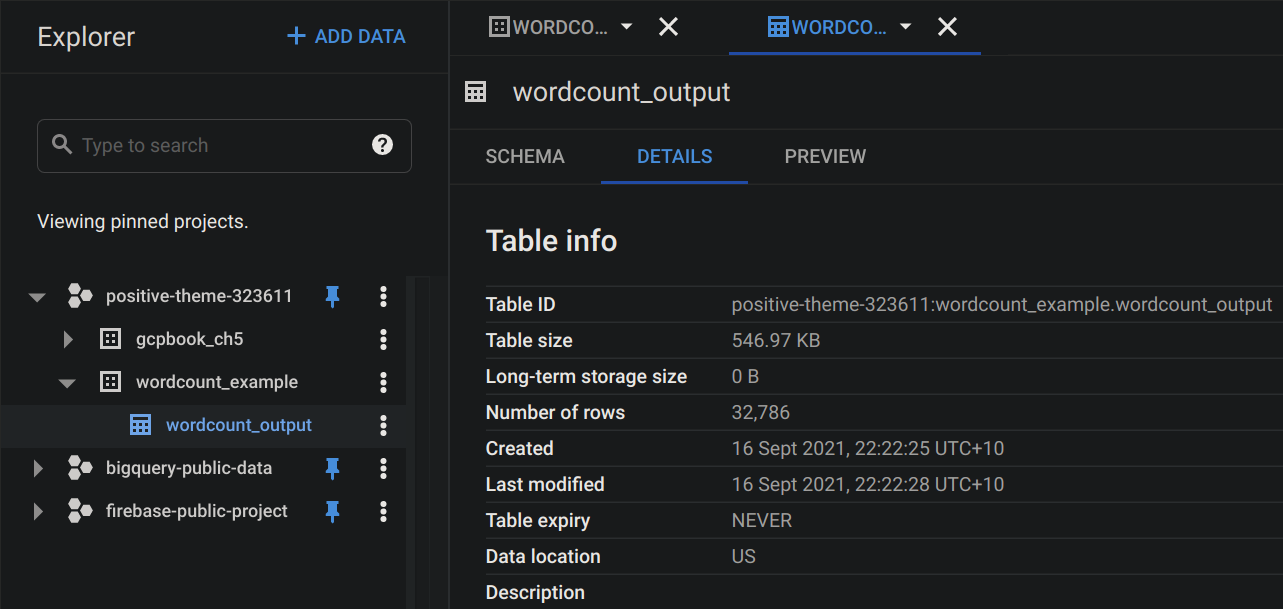 Explorer
+ ADD DATA
Type to search
Viewing pinned projects.
positive-theme-323611
gcpbook_ch5
wordcount_example
wordcount_output
bigquery-public-data
firebase-public-project
WORDCO...
WORDCO...
wordcount_output
SCHEMA DETAILS PREVIEW
Table info
Table ID positive-theme-323611:wordcount_example.wordcount_output
Table size 546.97 KB
Long-term storage size 0 B
Number of rows 32,786
Created 16 Sept 2021, 22:22:25 UTC+10
Last modified 16 Sept 2021, 22:22:28 UTC+10
Table expiry NEVER
Data location US
Description